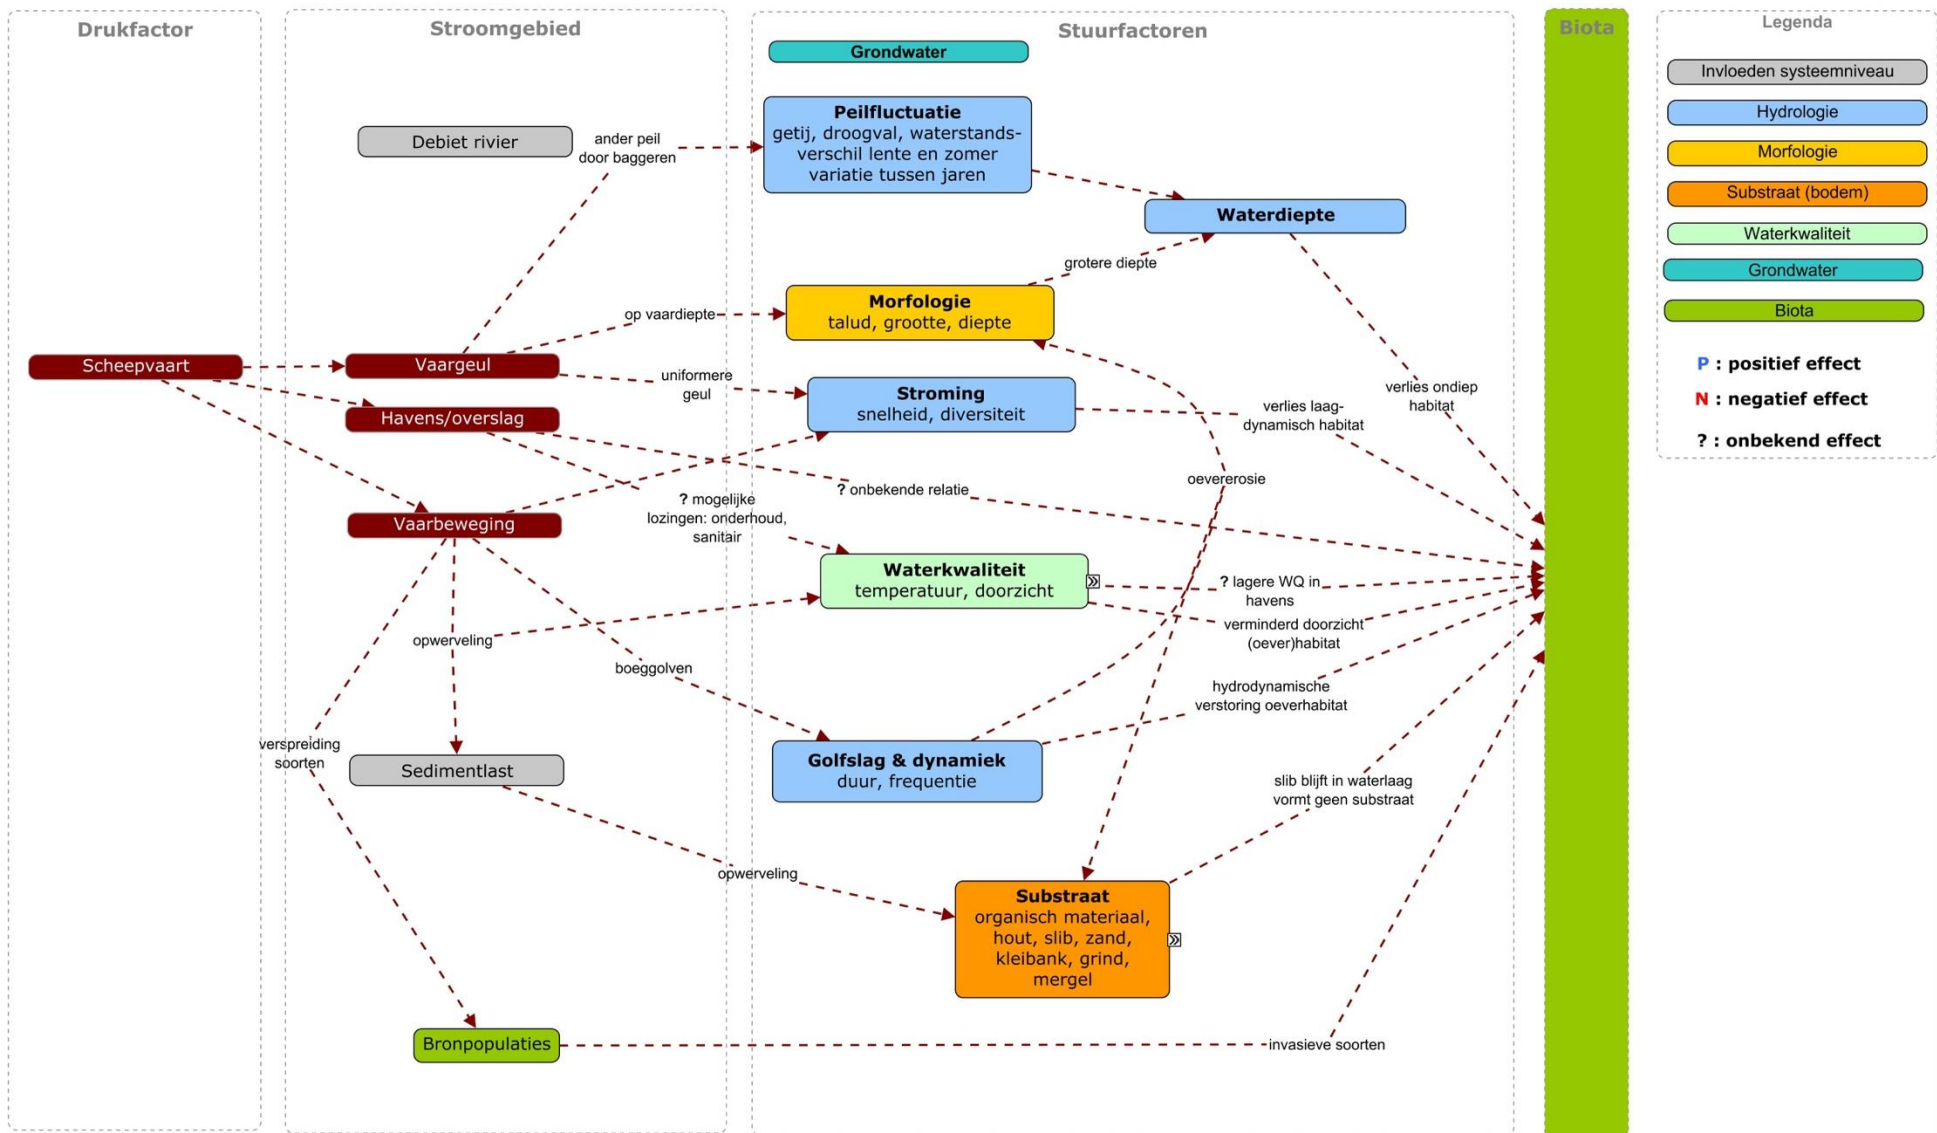 Drukfactor
Scheepvaart
Stroomgebied
Debiet rivier
ander peil
door baggeren
op vaardiepte
Vaargeul
uniformere
geul
Havens/overslag
? mogelijke
lozingen: onderhoud,
sanitair
Vaarbeweging
opwerveling
boeggolven
verspreiding
soorten
Sedimentlast
opwerveling
Bronpopulaties
Stuurfactoren
Grondwater
Peilfluctuatie
getij, droogval, waterstands-
verschil lente en zomer
variatie tussen jaren
Waterdiepte
grotere diepte
Morfologie
talud, grootte, diepte
Stroming
snelheid, diversiteit
verlies laag-
dynamisch habitat
verlies ondiep
habitat
oevererosie
? onbekende relatie
Waterkwaliteit
temperatuur, doorzicht
? lagere WQ in
havens
verminderd doorzicht
(oever)habitat
hydrodynamische
verstoring oeverhabitat
Golfslag & dynamiek
duur, frequentie
slib blijft in waterlaag
vormt geen substraat
Substraat
organisch materiaal,
hout, slib, zand,
kleibank, grind,
mergel
invasieve soorten
Biota
Legenda
Invloeden systeemniveau
Hydrologie
Morfologie
Substraat (bodem)
Waterkwaliteit
Grondwater
Biota
P : positief effect
N : negatief effect
? : onbekend effect